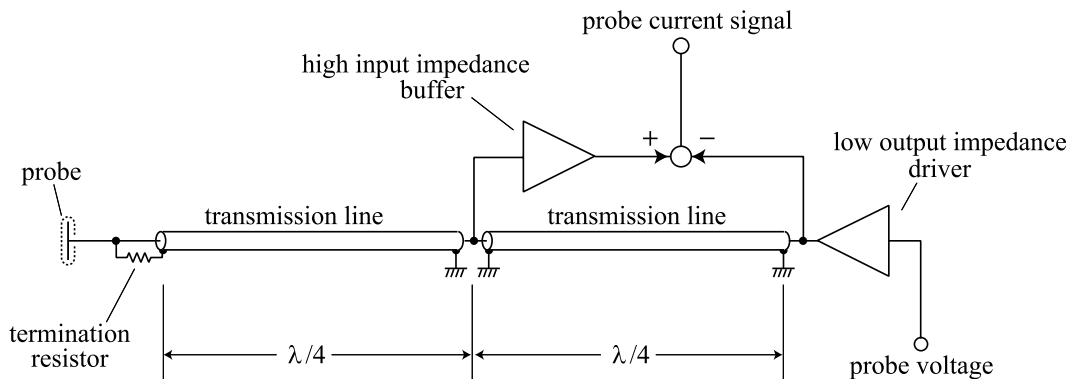 probe current signal
high input impedance
buffer
+
−
low output impedance
driver
probe
transmission line
transmission line
termination
resistor
λ/4
λ/4
probe voltage